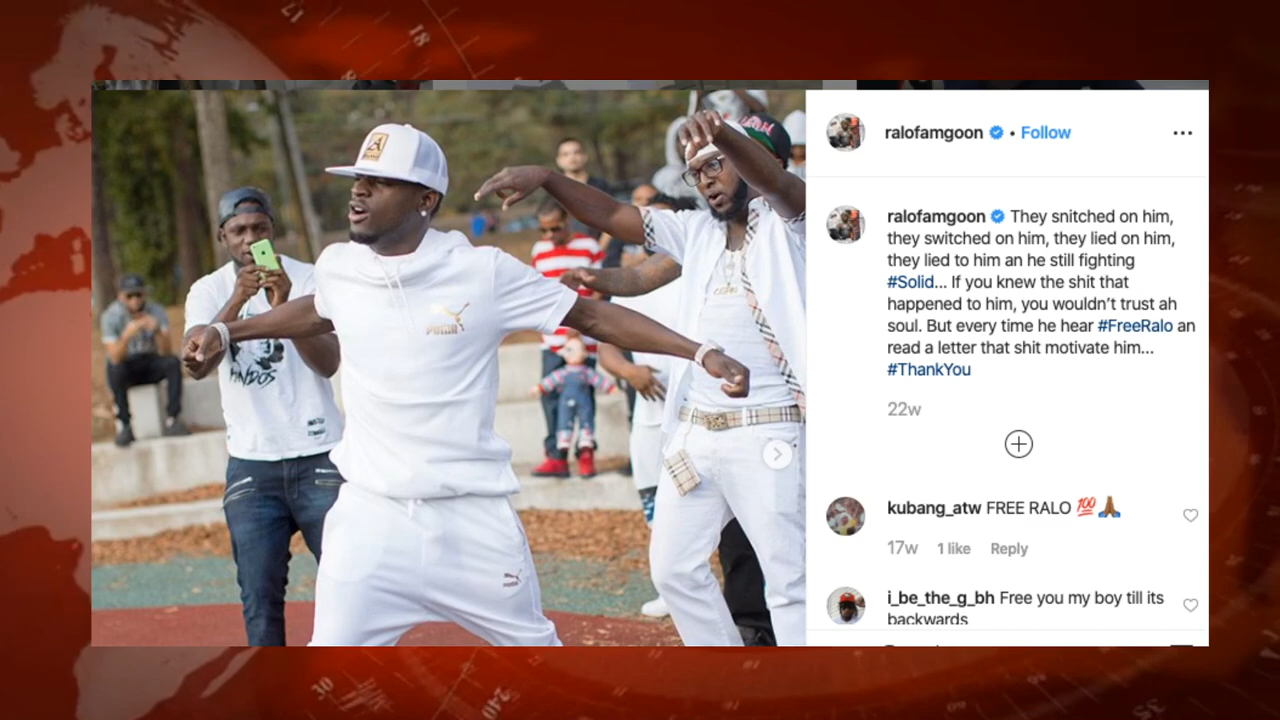 ralofamgoon • Follow
ralofamgoon They snitched on him,
they switched on him, they lied on him,
they lied to him an he still fighting
#Solid... If you knew the shit that
happened to him, you wouldn't trust ah
soul. But every time he hear #FreeRalo an
read a letter that shit motivate him...
#ThankYou
22w
kubang_atw FREE RALO 💯🙏🏾
17w 1 like Reply
i_be_the_g_bh Free you my boy till its
backwards
A
PUMA
PUMA